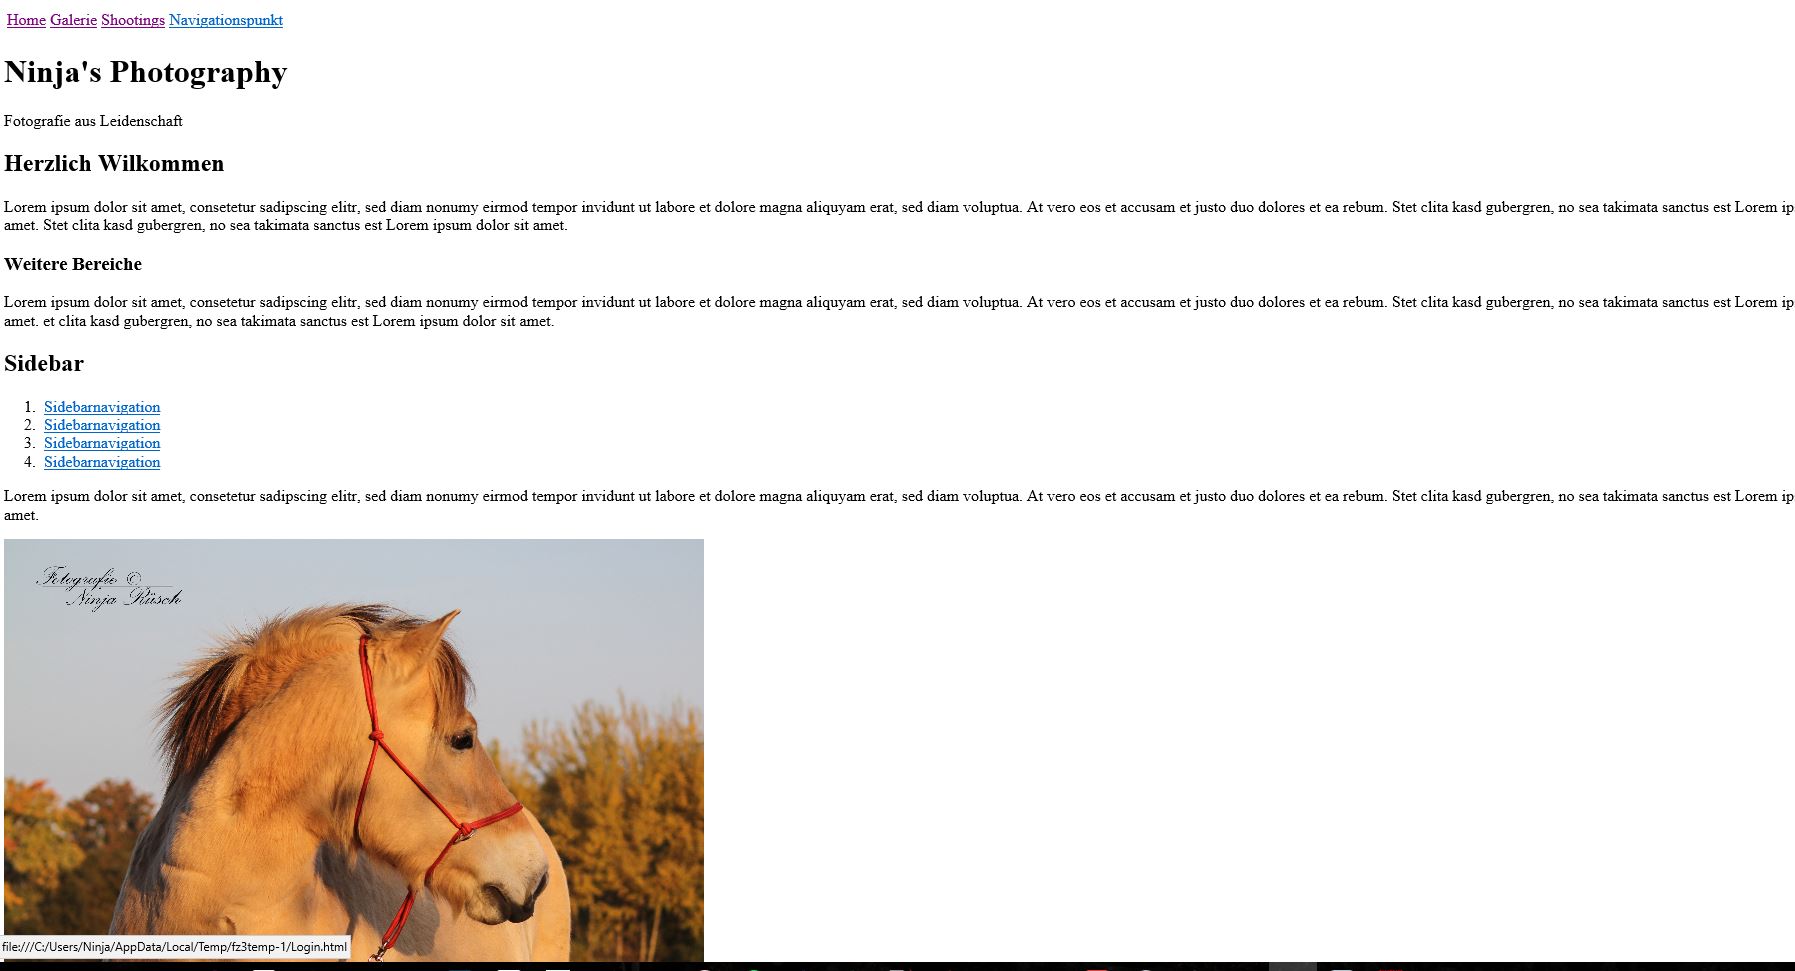 Home Galerie Shootings Navigationspunkt
Ninja's Photography
Fotografie aus Leidenschaft
Herzlich Wilkommen
Lorem ipsum dolor sit amet, consetetur sadipscing elitr, sed diam nonumy eirmod tempor invidunt ut labore et dolore magna aliquyam erat, sed diam voluptua. At vero eos et accusam et justo duo dolores et ea rebum. Stet clita kasd gubergren, no sea takimata sanctus est Lorem ip
amet. Stet clita kasd gubergren, no sea takimata sanctus est Lorem ipsum dolor sit amet.
Weitere Bereiche
Lorem ipsum dolor sit amet, consetetur sadipscing elitr, sed diam nonumy eirmod tempor invidunt ut labore et dolore magna aliquyam erat, sed diam voluptua. At vero eos et accusam et justo duo dolores et ea rebum. Stet clita kasd gubergren, no sea takimata sanctus est Lorem ip
amet. et clita kasd gubergren, no sea takimata sanctus est Lorem ipsum dolor sit amet.
Sidebar
1. Sidebarnavigation
2. Sidebarnavigation
3. Sidebarnavigation
4. Sidebarnavigation
Lorem ipsum dolor sit amet, consetetur sadipscing elitr, sed diam nonumy eirmod tempor invidunt ut labore et dolore magna aliquyam erat, sed diam voluptua. At vero eos et accusam et justo duo dolores et ea rebum. Stet clita kasd gubergren, no sea takimata sanctus est Lorem ip
amet.
Fotografie ©
Ninja Rüsch
file:///C:/Users/Ninja/AppData/Local/Temp/fz3temp-1/Login.html